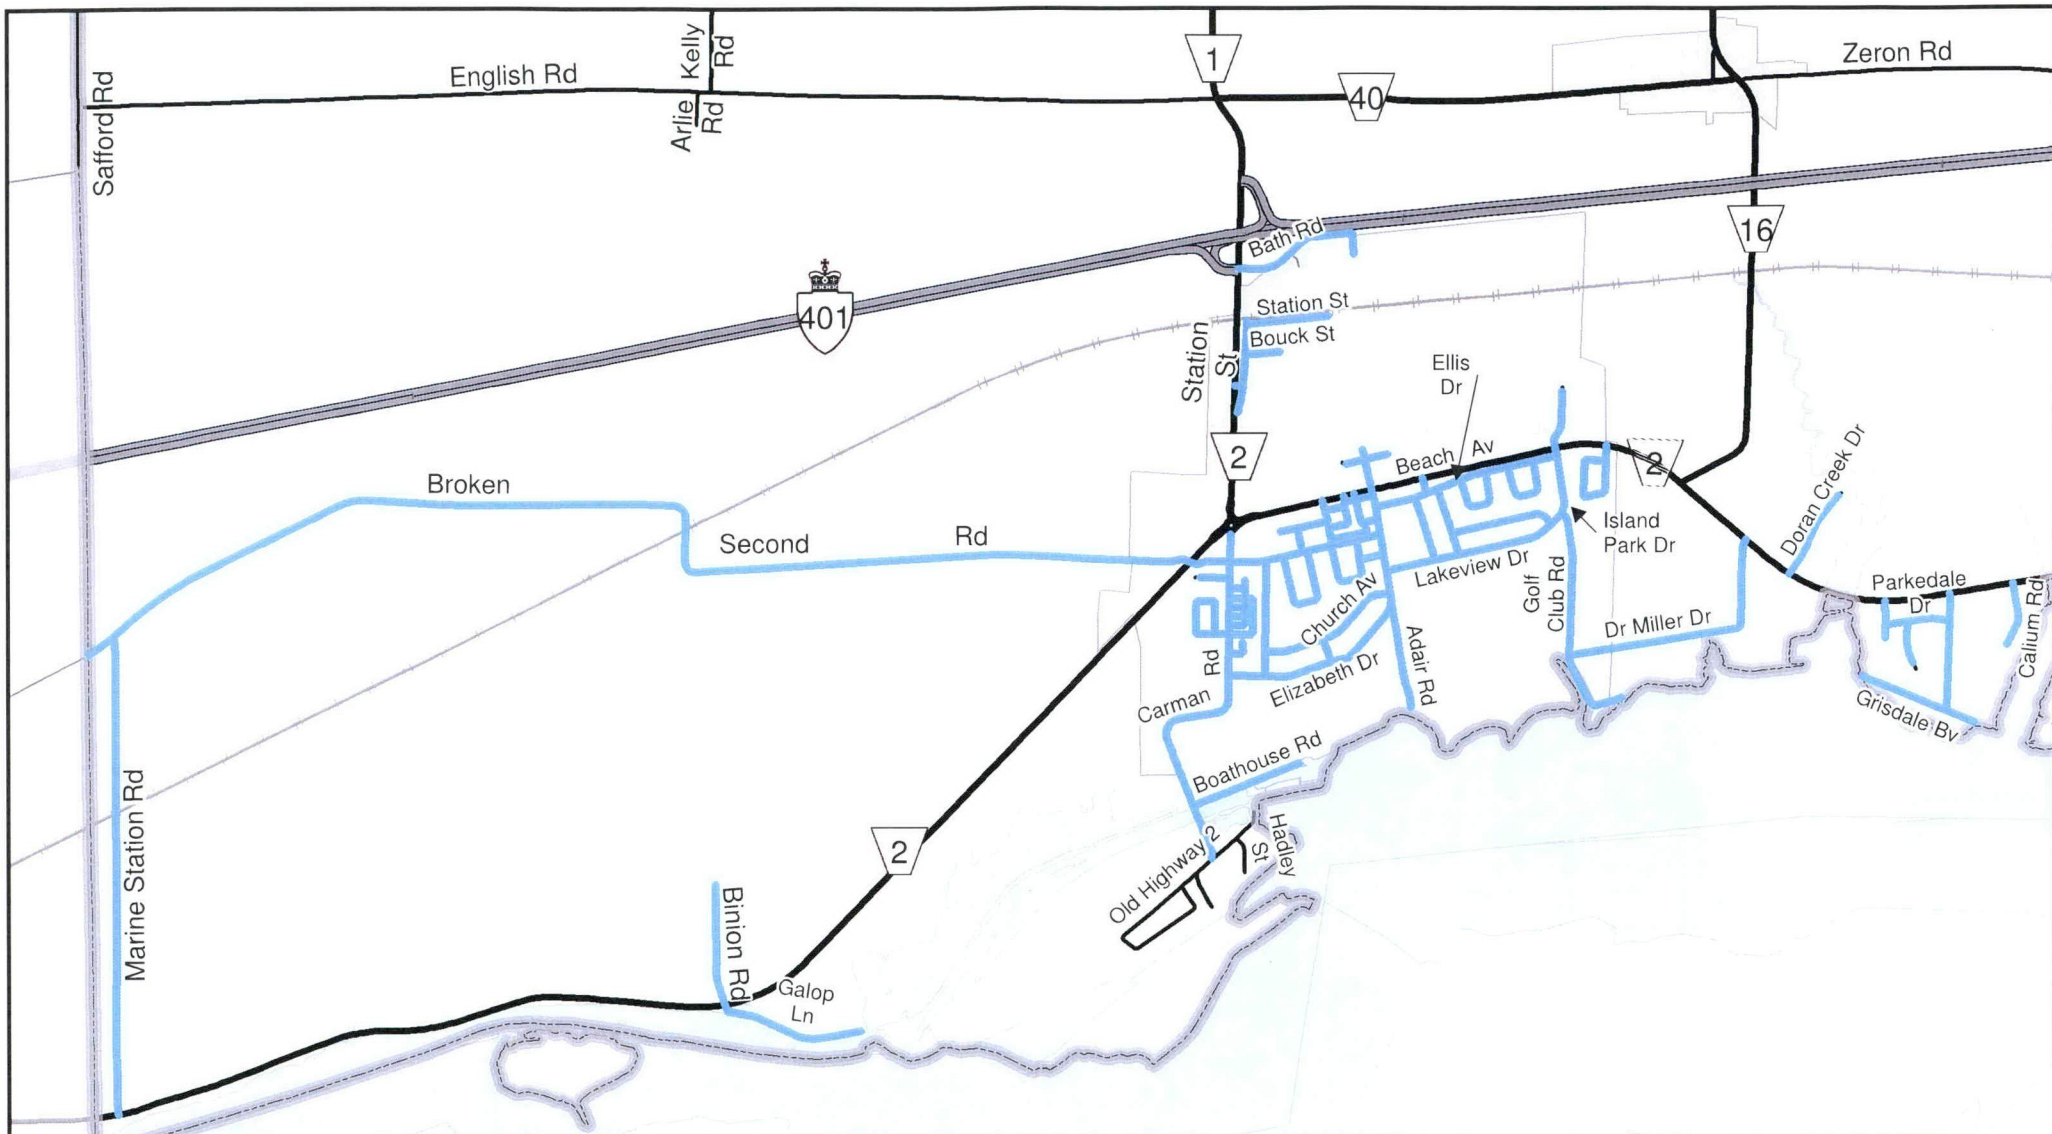 Kelly
Rd
1
Zeron Rd
English Rd
40
Safford Rd
Arlie
Rd
16
Bath Rd
401
Station St
Bouck St
Station
St
Ellis
Dr
2
Beach Av
2
Broken
Second Rd
Doran Creek Dr
Island
Park Dr
Lakeview Dr
Golf
Club Rd
Parkedale
Dr
Church Av
Dr Miller Dr
Calium Rd
Adair Rd
Elizabeth Dr
Carman Rd
Grisdale Bv
Boathouse Rd
Marine Station Rd
2
Old Highway 2
Hadley
St
Binion Rd
Galop
Ln